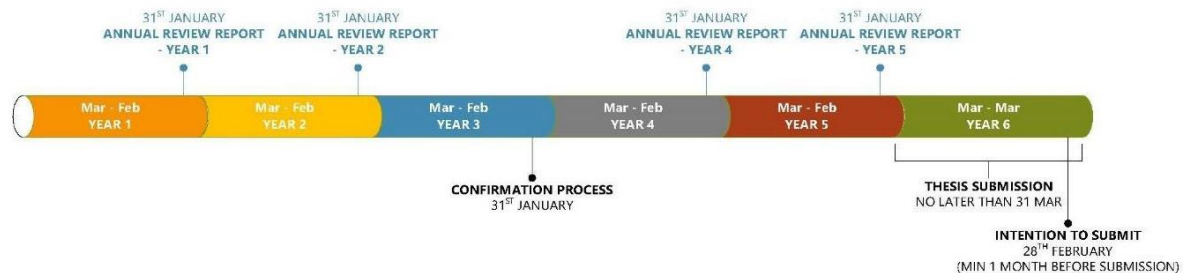 31ST JANUARY
ANNUAL REVIEW REPORT
- YEAR 1
31ST JANUARY
ANNUAL REVIEW REPORT
- YEAR 2
31ST JANUARY
ANNUAL REVIEW REPORT
- YEAR 4
31ST JANUARY
ANNUAL REVIEW REPORT
- YEAR 5
Mar - Feb
YEAR 1
Mar - Feb
YEAR 2
Mar - Feb
YEAR 3
Mar - Feb
YEAR 4
Mar - Feb
YEAR 5
Mar - Mar
YEAR 6
CONFIRMATION PROCESS
31ST JANUARY
THESIS SUBMISSION
NO LATER THAN 31 MAR
INTENTION TO SUBMIT
28TH FEBRUARY
(MIN 1 MONTH BEFORE SUBMISSION)